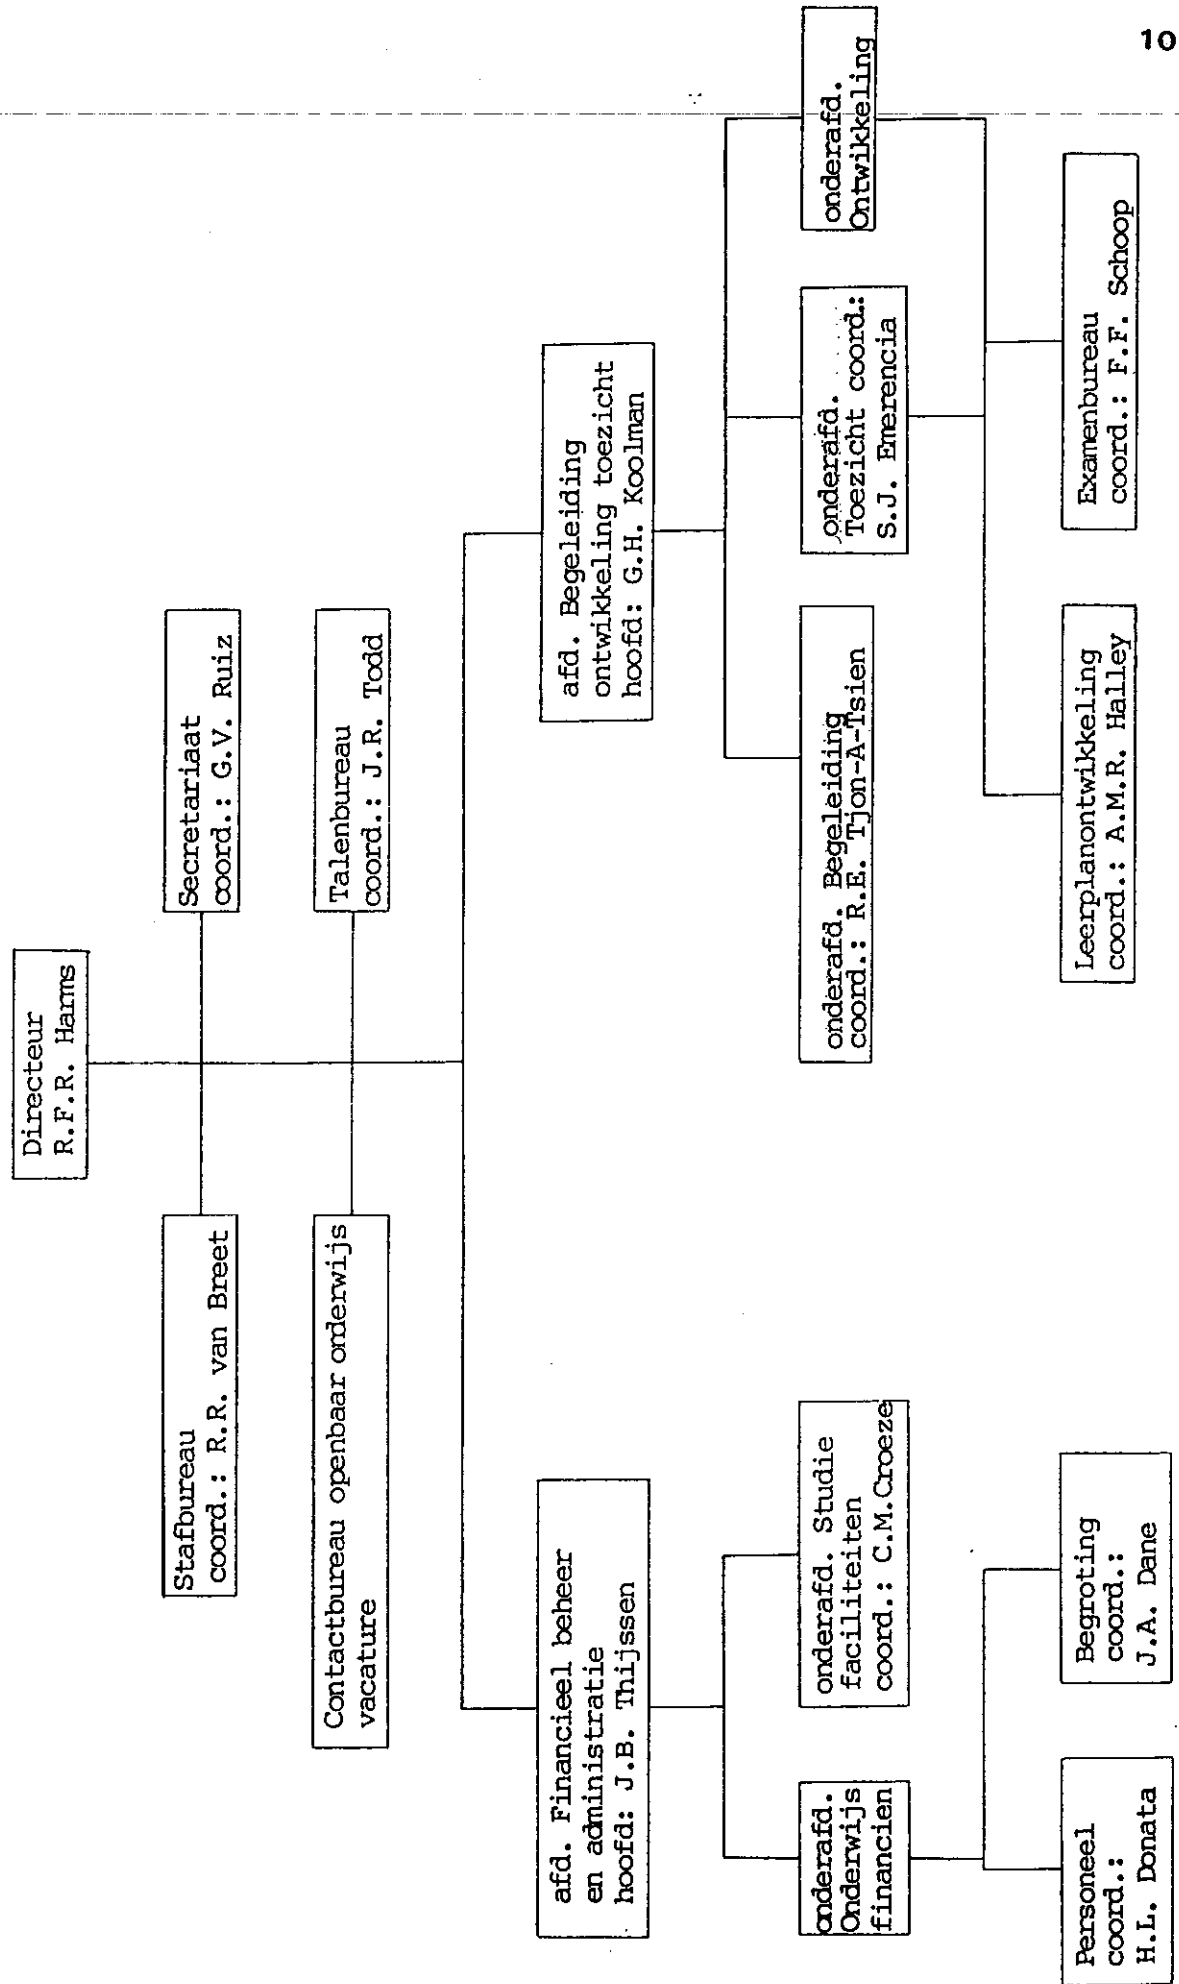 10
Directeur
R.F.R. Harms
Stafbureau
coord.: R.R. van Breet
Secretariaat
coord.: G.V. Ruiz
Contactbureau openbaar onderwijs
vacature
Talenbureau
coord.: J.R. Todd
afd. Financieel beheer
en administratie
hoofd: J.B. Thijssen
afd. Begeleiding
ontwikkeling toezicht
hoofd: G.H. Koolman
onderafd.
Onderwijs
financien
onderafd. Studie
faciliteiten
coord.: C.M.Croeze
onderafd. Begeleiding
coord.: R.E. Tjon-A-Tsien
onderafd.
Toezicht coord.:
S.J. Emerencia
onderafd.
Ontwikkeling
Personeel
coord.:
H.L. Donata
Begroting
coord.:
J.A. Dane
Leerplanontwikkeling
coord.: A.M.R. Halley
Examenbureau
coord.: F.F. Schoop